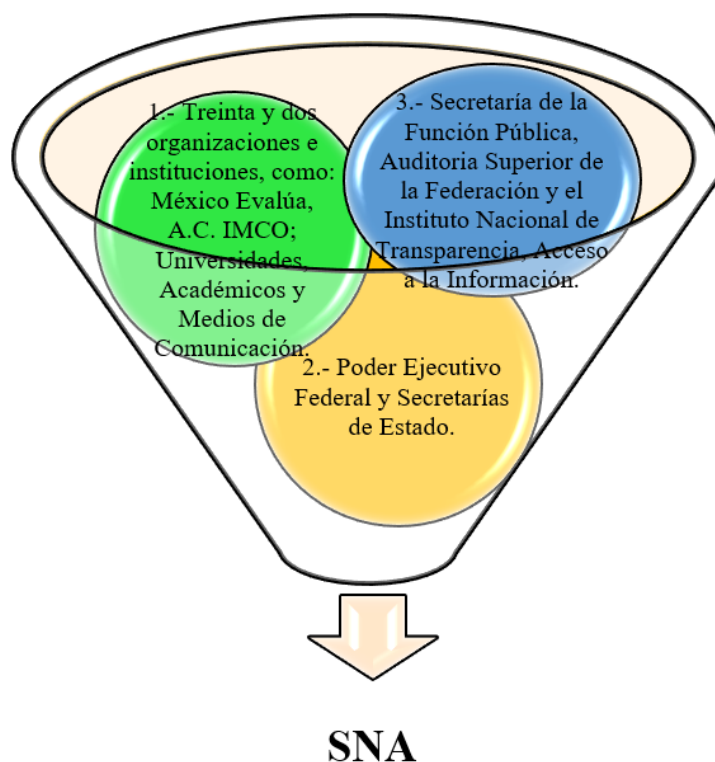 1.- Treinta y dos
organizaciones e
instituciones, como:
México Evalúa,
A.C. IMCO;
Universidades,
Académicos y
Medios de
Comunicación.
3.- Secretaría de la
Función Pública,
Auditoria Superior de
la Federación y el
Instituto Nacional de
Transparencia, Acceso
a la Información.
2.- Poder Ejecutivo
Federal y Secretarías
de Estado.
SNA